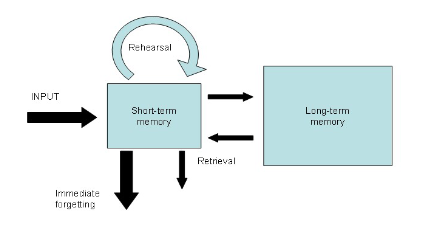 Rehearsal
INPUT
Short-term
memory
Long-term
memory
Retrieval
Immediate
forgetting